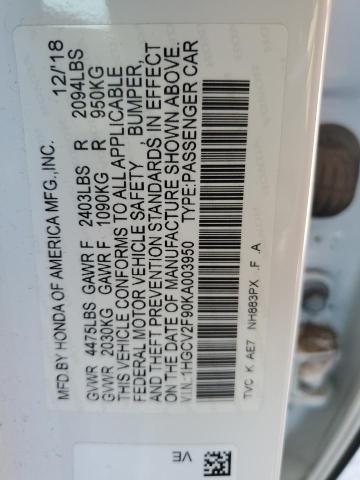 MFD BY HONDA OF AMERICA MFG.,INC. 12/18
GVWR 4475LBS GAWR F 2403LBS R 2094LBS
GVWR 2030KG GAWR F 1090KG R 950KG
THIS VEHICLE CONFORMS TO ALL APPLICABLE
FEDERAL MOTOR VEHICLE SAFETY, BUMPER,
AND THEFT PREVENTION STANDARDS IN EFFECT
ON THE DATE OF MANUFACTURE SHOWN ABOVE.
V.I.N:1HGCV2F90KA003950 TYPE:PASSENGER CAR
TVC K AE7 NH883PX .F .A
VE